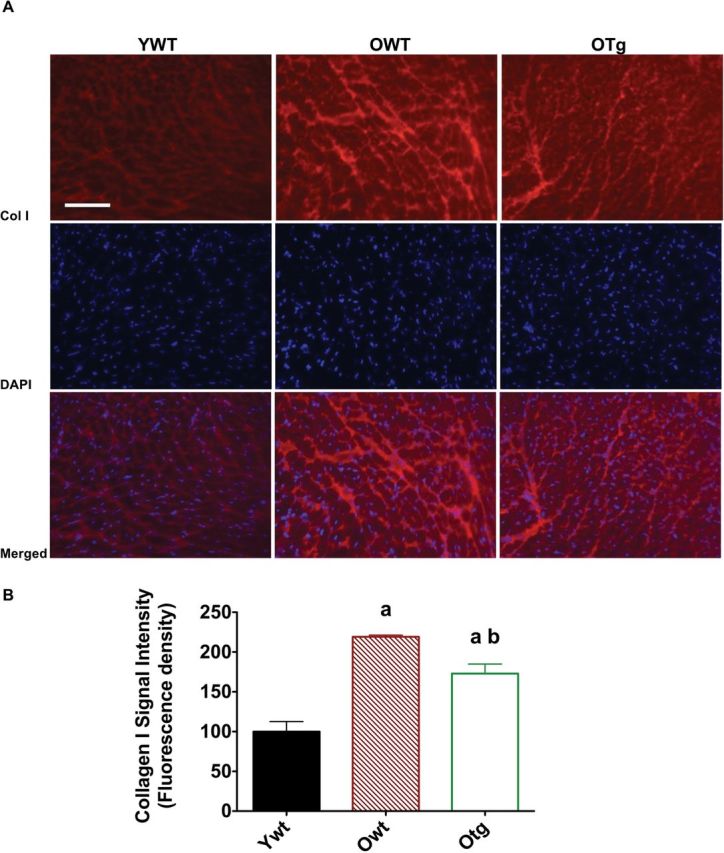 A
YWT OWT OTg
Col I
DAPI
Merged
B
Collagen I Signal Intensity
(Fluorescence density)
250
200
150
100
50
0
a
a b
Ywt Owt Otg